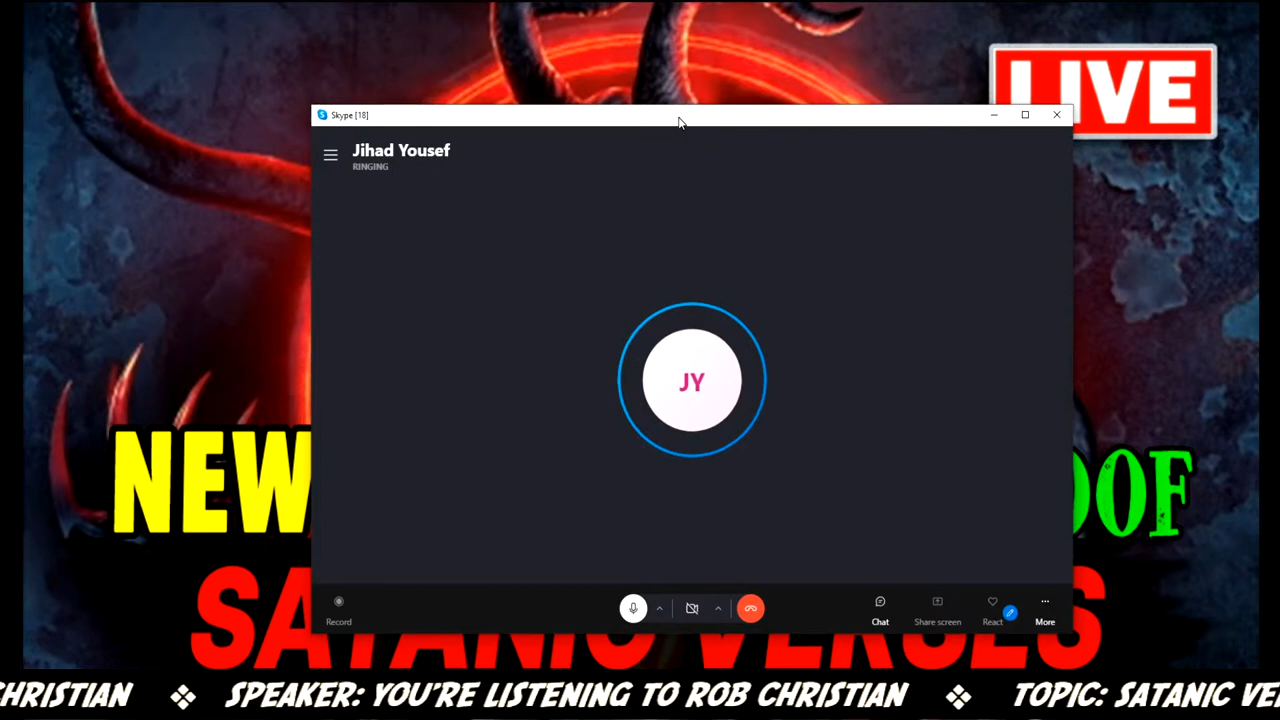 LIVE
Skype [18]
Jihad Yousef
RINGING
JY
NEW
OOF
SATANIC VERSES
Record
Chat
Share screen
React
More
CHRISTIAN ❖ SPEAKER: YOU'RE LISTENING TO ROB CHRISTIAN ❖ TOPIC: SATANIC VE